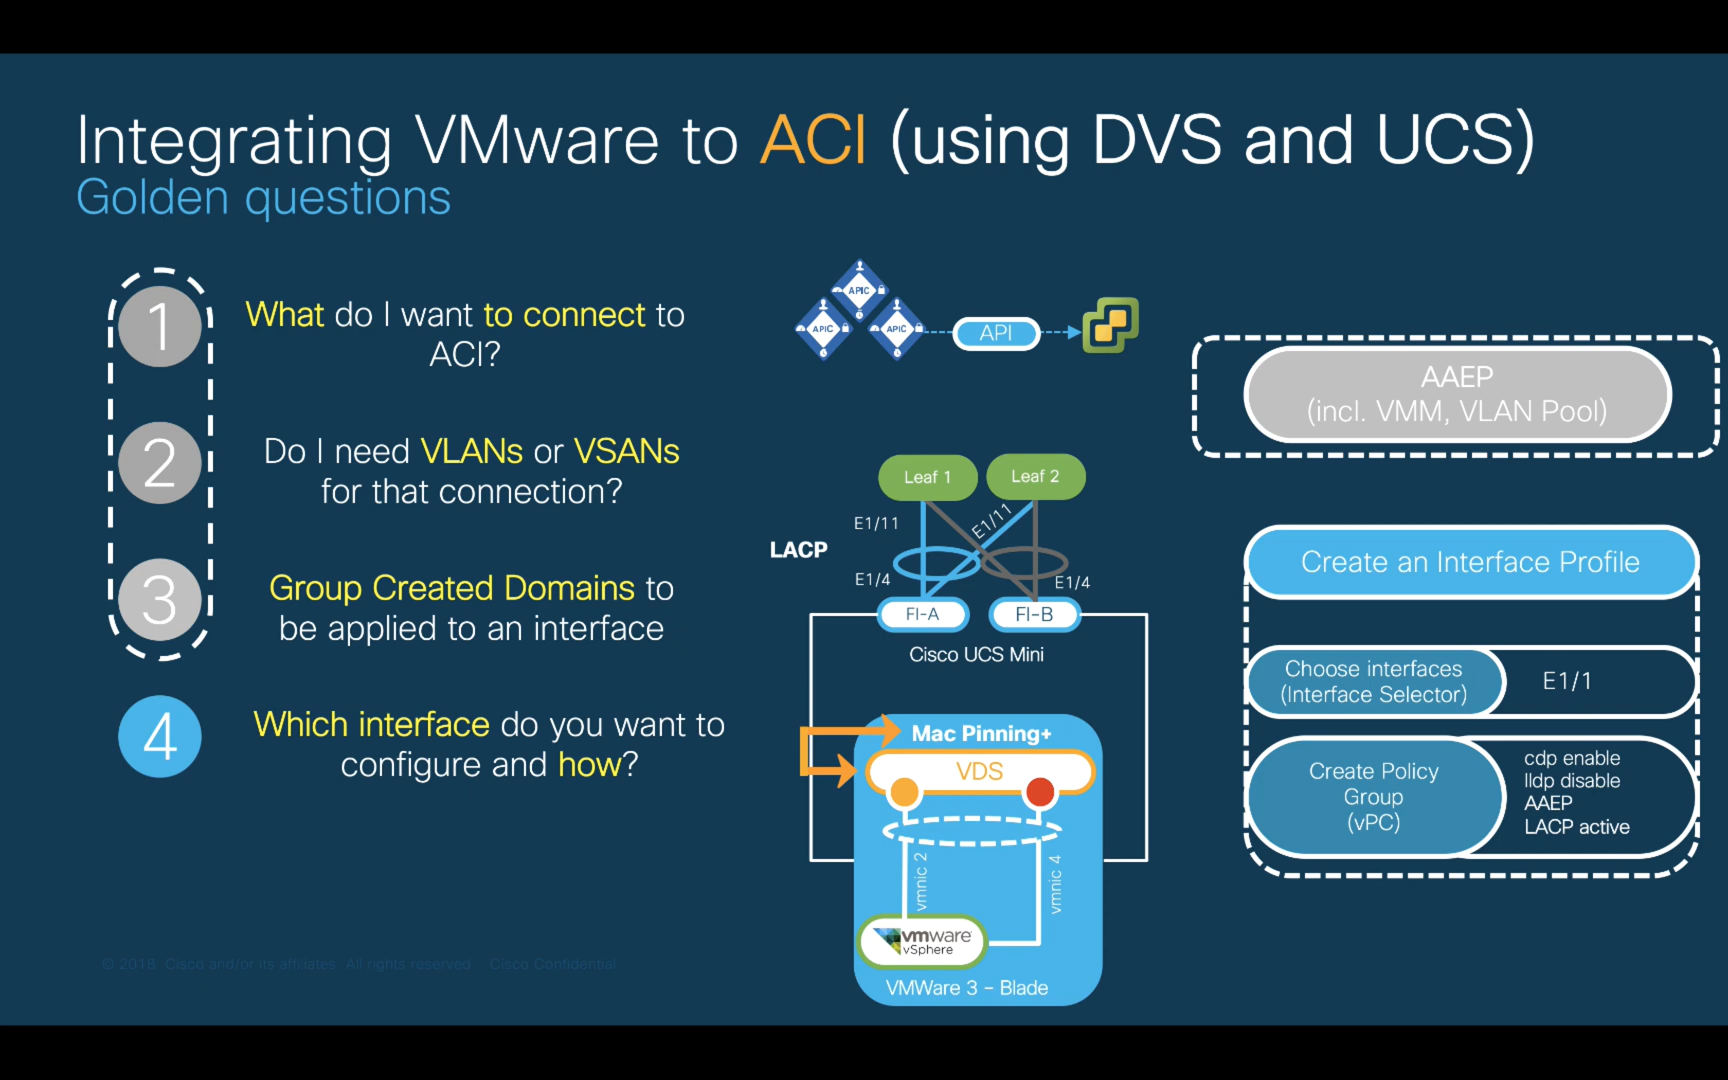 Integrating VMware to ACI (using DVS and UCS)
Golden questions
1
What do I want to connect to
ACI?
2
Do I need VLANs or VSANs
for that connection?
3
Group Created Domains to
be applied to an interface
4
Which interface do you want to
configure and how?
APIC
APIC
APIC
API
Leaf 1
Leaf 2
E1/11
E1/11
LACP
E1/4
E1/4
FI-A
FI-B
Cisco UCS Mini
Mac Pinning+
VDS
vmnic 2
vmnic 4
vmware
vSphere
VMWare 3 – Blade
AAEP
(incl. VMM, VLAN Pool)
Create an Interface Profile
Choose interfaces
(Interface Selector)
E1/1
Create Policy
Group
(vPC)
cdp enable
lldp disable
AAEP
LACP active
© 2018 Cisco and/or its affiliates. All rights reserved. Cisco Confidential